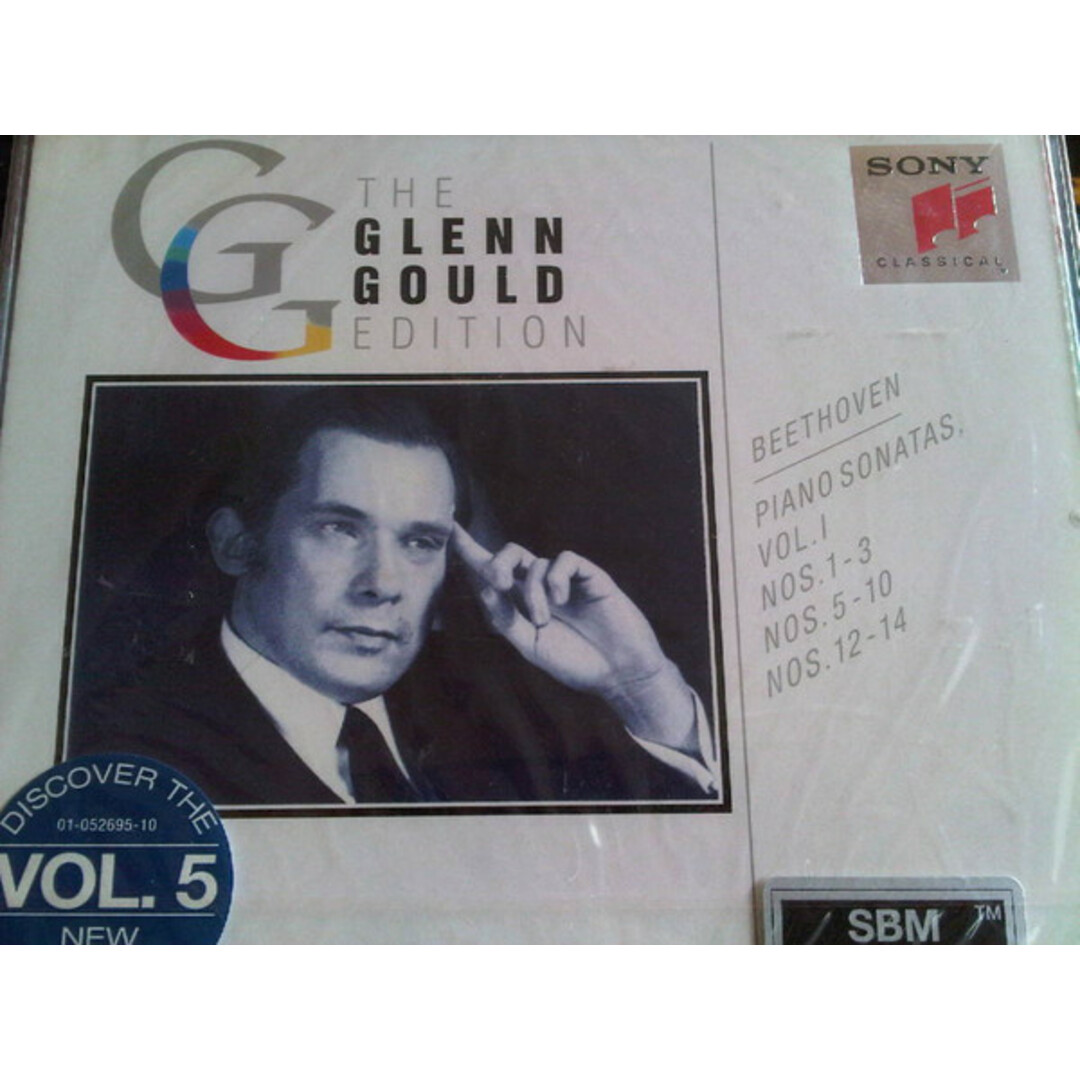 THE
GLENN
GOULD
EDITION
SONY
CLASSICAL
BEETHOVEN
PIANO SONATAS,
VOL. I
NOS. 1-3
NOS. 5-10
NOS. 12-14
DISCOVER THE
01-052695-10
VOL. 5
NEW
SBM TM